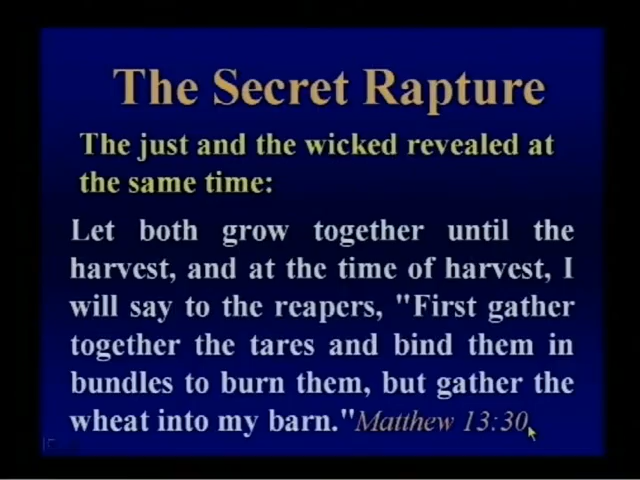 The Secret Rapture
The just and the wicked revealed at
the same time:
Let both grow together until the
harvest, and at the time of harvest, I
will say to the reapers, "First gather
together the tares and bind them in
bundles to burn them, but gather the
wheat into my barn." Matthew 13:30